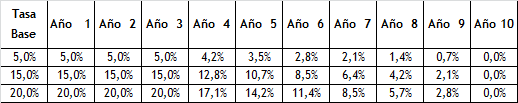 Tasa Base Año 1 Año 2 Año 3 Año 4 Año 5 Año 6 Año 7 Año 8 Año 9 Año 10
5,0% 5,0% 5,0% 5,0% 4,2% 3,5% 2,8% 2,1% 1,4% 0,7% 0,0%
15,0% 15,0% 15,0% 15,0% 12,8% 10,7% 8,5% 6,4% 4,2% 2,1% 0,0%
20,0% 20,0% 20,0% 20,0% 17,1% 14,2% 11,4% 8,5% 5,7% 2,8% 0,0%